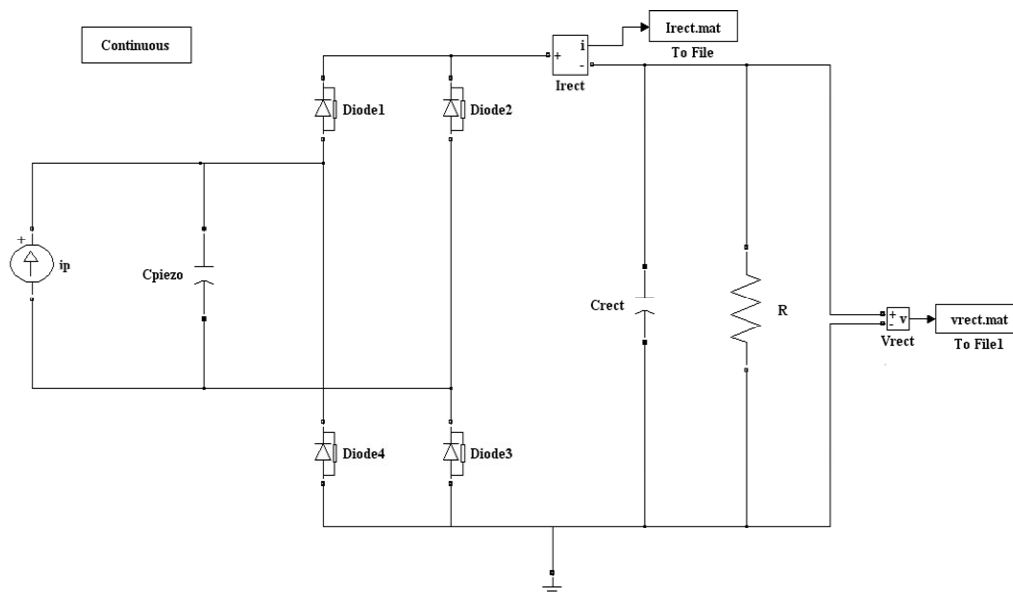 Continuous
Irect.mat
To File
+
i
-
Irect
Diode1
Diode2
+
ip
Cpiezo
Crect
R
+
-
v
Vrect
vrect.mat
To File1
Diode4
Diode3